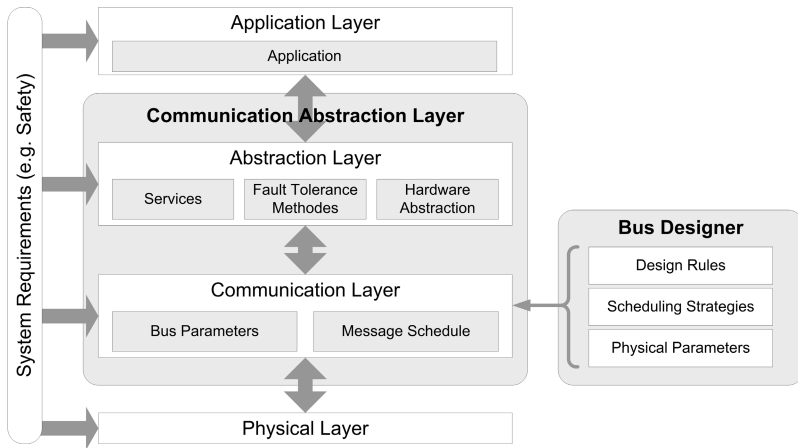 System Requirements (e.g. Safety)
Application Layer
Application
Communication Abstraction Layer
Abstraction Layer
Services
Fault Tolerance
Methodes
Hardware
Abstraction
Communication Layer
Bus Parameters
Message Schedule
Physical Layer
Bus Designer
Design Rules
Scheduling Strategies
Physical Parameters